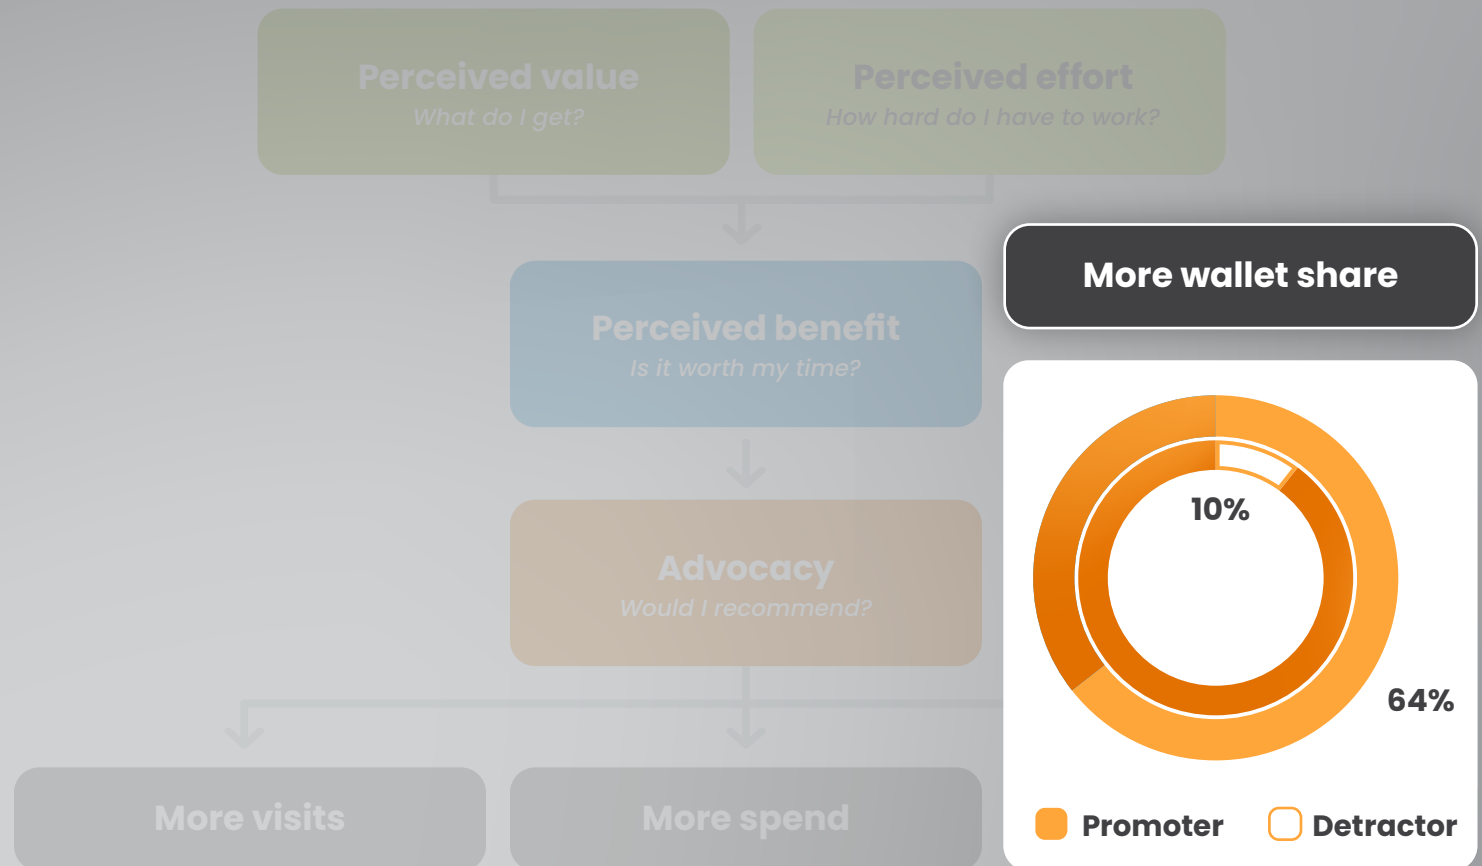 Perceived value
What do I get?
Perceived effort
How hard do I have to work?
More wallet share
Perceived benefit
Is it worth my time?
10%
Advocacy
Would I recommend?
64%
More visits
More spend
Promoter
Detractor